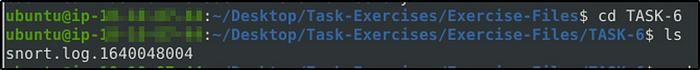 ubuntu@ip-1 :~/Desktop/Task-Exercises/Exercise-Files$ cd TASK-6
ubuntu@ip-1 :~/Desktop/Task-Exercises/Exercise-Files/TASK-6$ ls
snort.log.1640048004